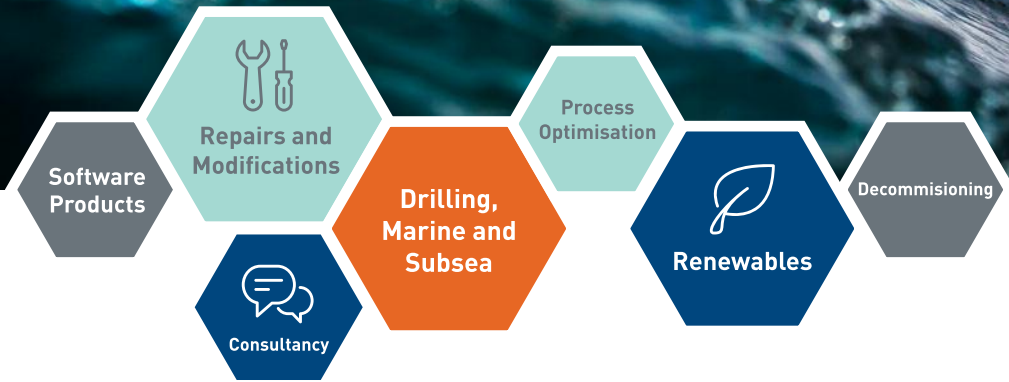 Software
Products
Repairs and
Modifications
Consultancy
Drilling,
Marine and
Subsea
Process
Optimisation
Renewables
Decommisioning